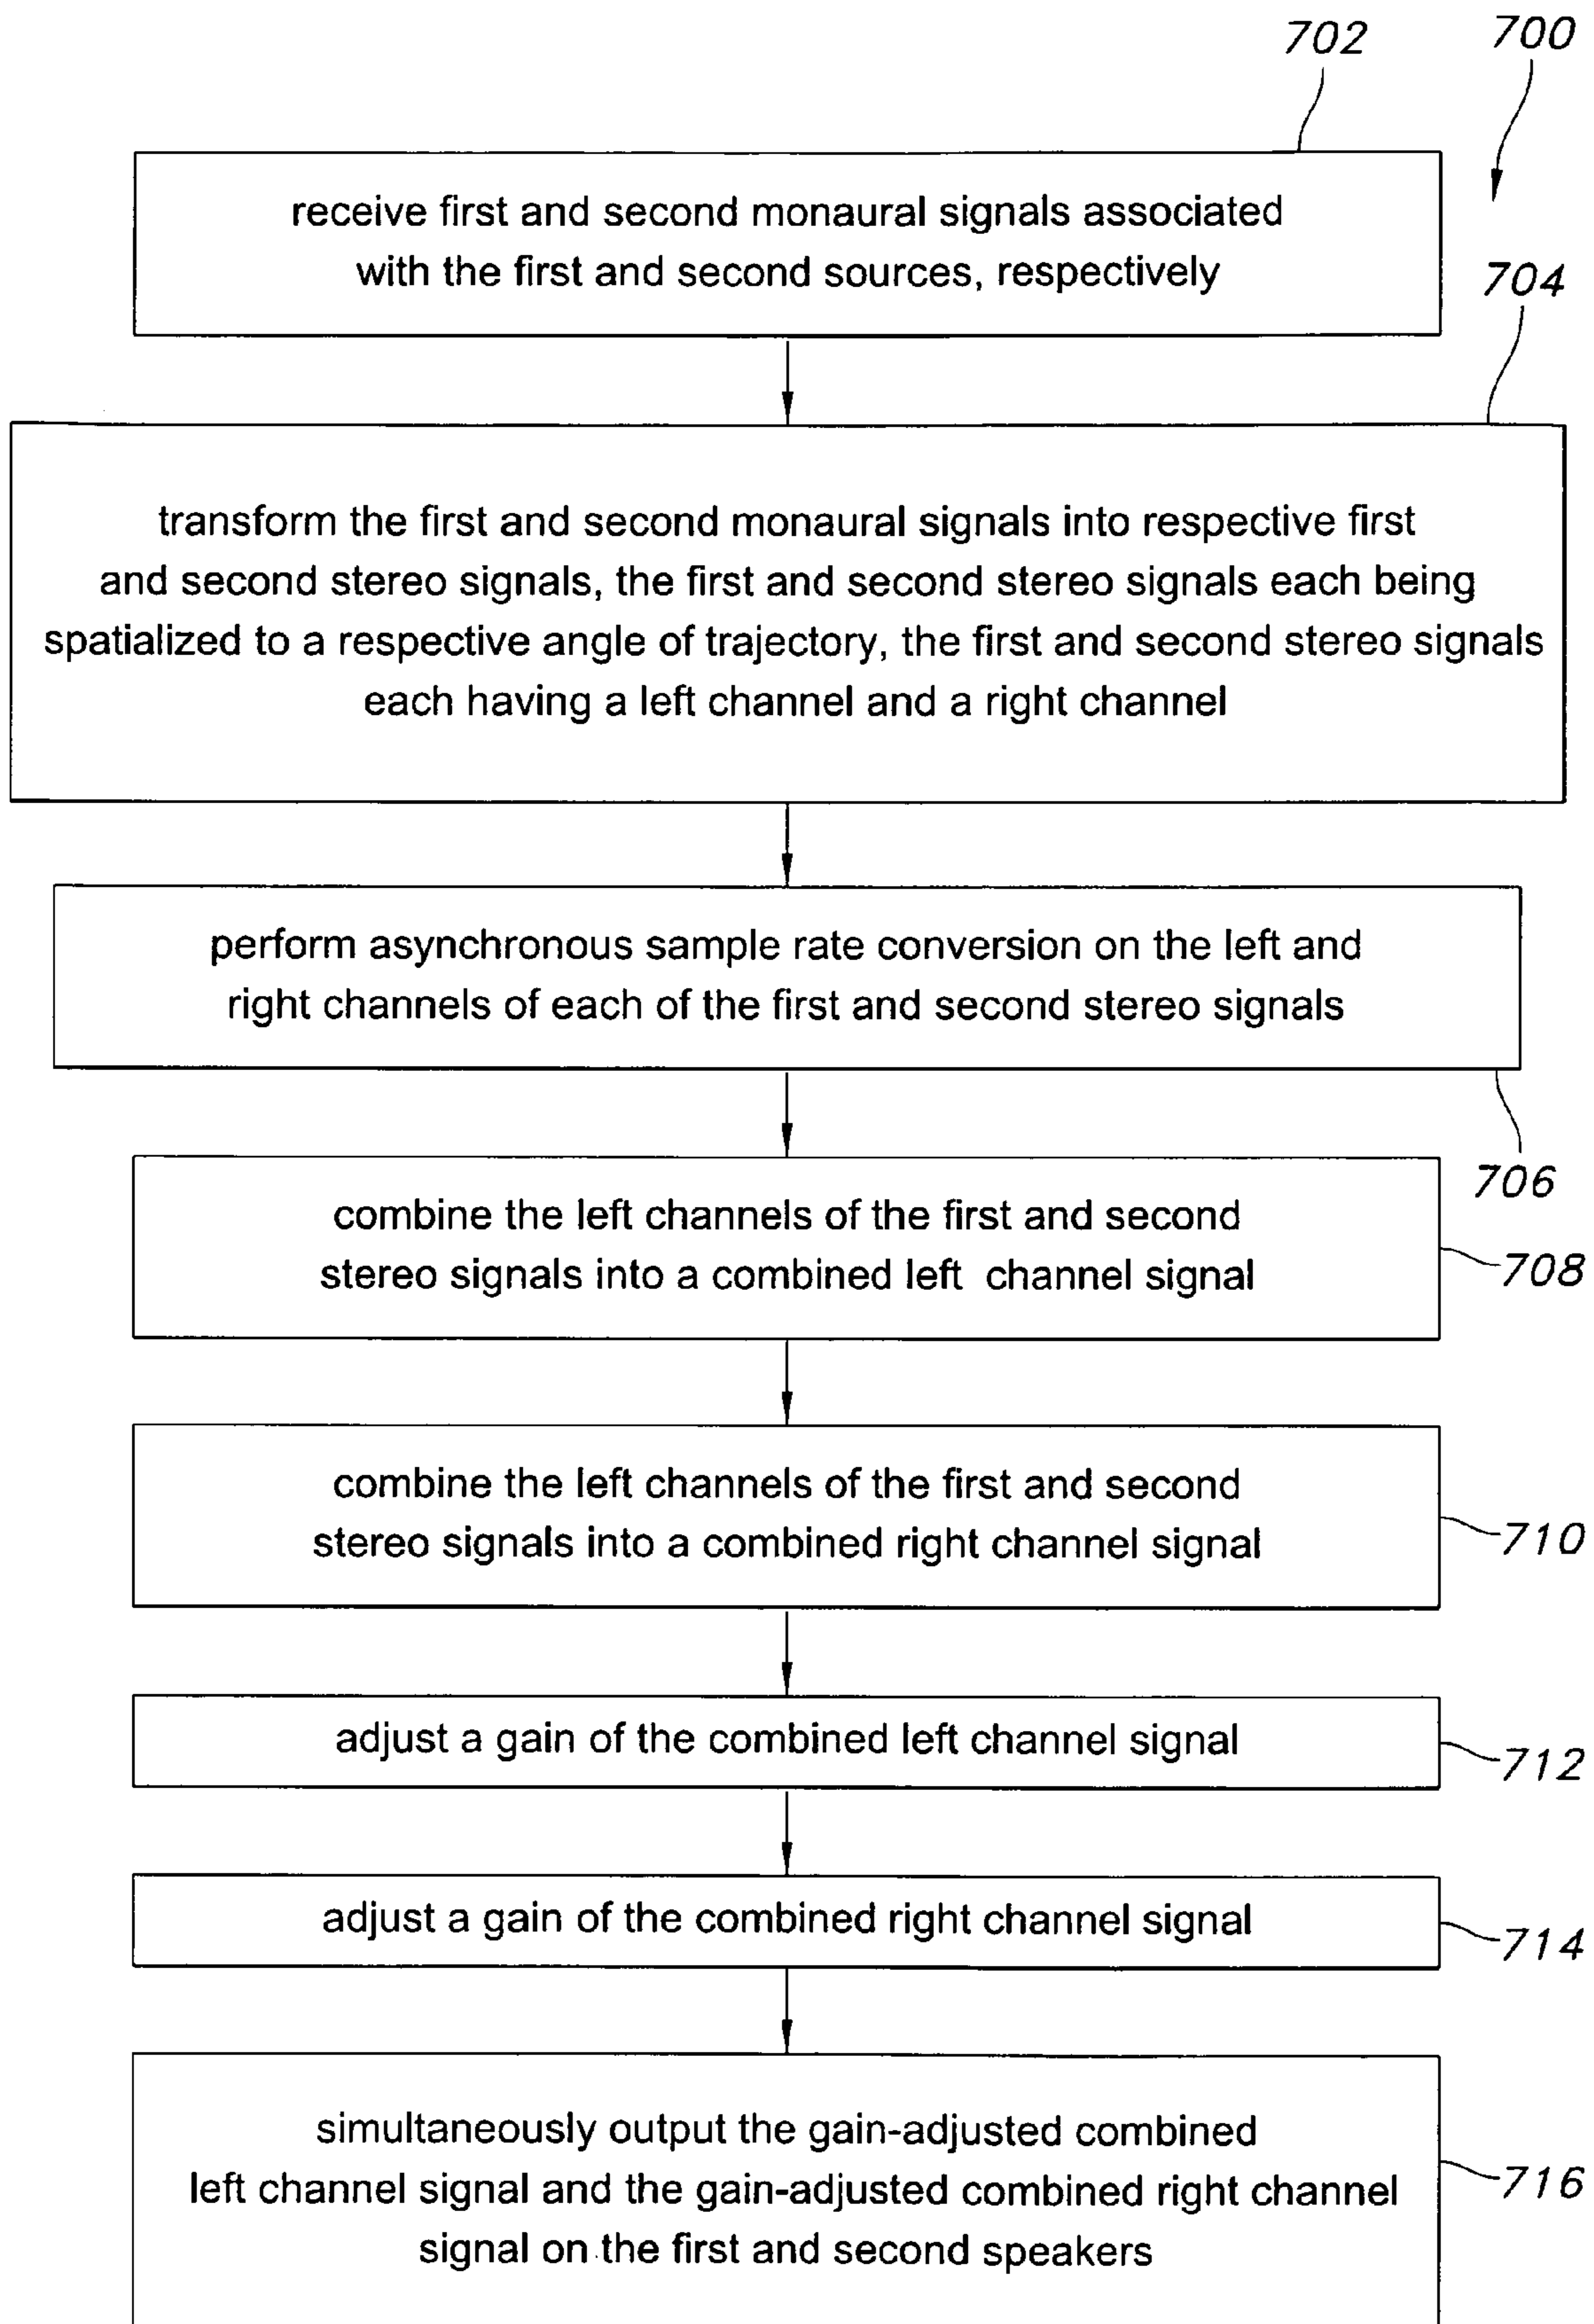 702
700
receive first and second monaural signals associated
with the first and second sources, respectively
704
transform the first and second monaural signals into respective first
and second stereo signals, the first and second stereo signals each being
spatialized to a respective angle of trajectory, the first and second stereo signals
each having a left channel and a right channel
perform asynchronous sample rate conversion on the left and
right channels of each of the first and second stereo signals
706
combine the left channels of the first and second
stereo signals into a combined left channel signal
708
combine the left channels of the first and second
stereo signals into a combined right channel signal
710
adjust a gain of the combined left channel signal
712
adjust a gain of the combined right channel signal
714
simultaneously output the gain-adjusted combined
left channel signal and the gain-adjusted combined right channel
signal on the first and second speakers
716